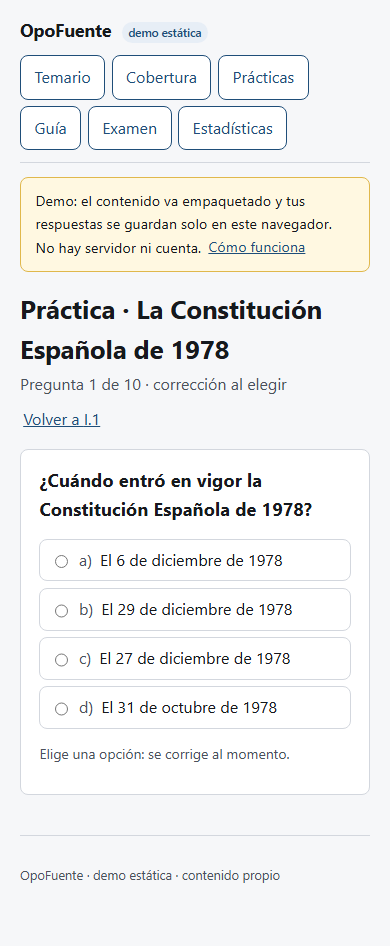 OpoFuente demo estática
Temario Cobertura Prácticas
Guía Examen Estadísticas
Demo: el contenido va empaquetado y tus
respuestas se guardan solo en este navegador.
No hay servidor ni cuenta. Cómo funciona
Práctica · La Constitución
Española de 1978
Pregunta 1 de 10 · corrección al elegir
Volver a I.1
¿Cuándo entró en vigor la
Constitución Española de 1978?
a) El 6 de diciembre de 1978
b) El 29 de diciembre de 1978
c) El 27 de diciembre de 1978
d) El 31 de octubre de 1978
Elige una opción: se corrige al momento.
OpoFuente · demo estática · contenido propio